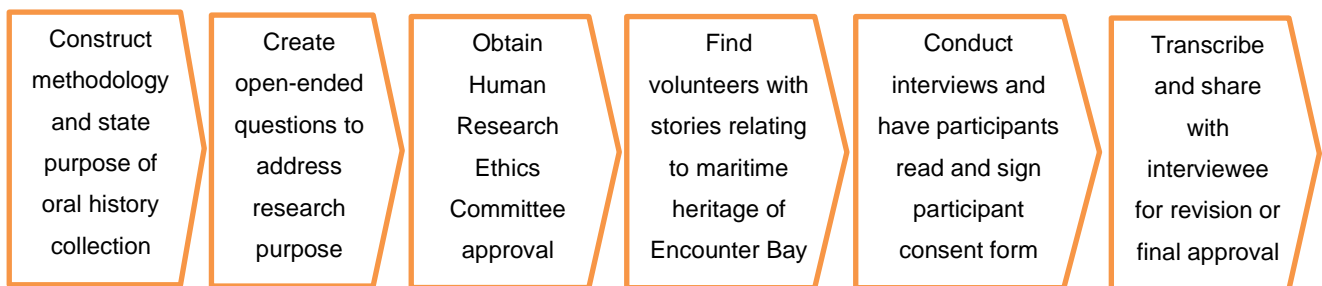 Construct
methodology
and state
purpose of
oral history
collection
Create
open-ended
questions to
address
research
purpose
Obtain
Human
Research
Ethics
Committee
approval
Find
volunteers with
stories relating
to maritime
heritage of
Encounter Bay
Conduct
interviews and
have participants
read and sign
participant
consent form
Transcribe
and share
with
interviewee
for revision or
final approval